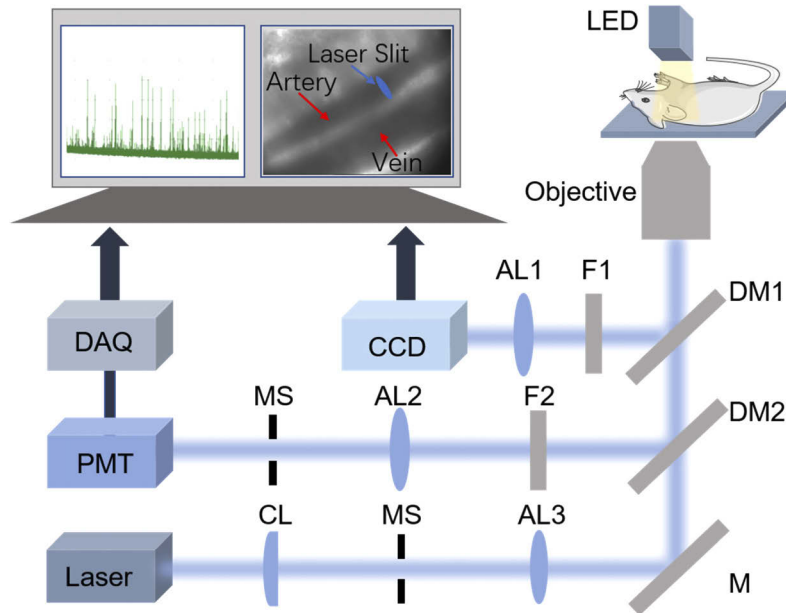 LED
Laser Slit
Artery
Vein
Objective
AL1
F1
DM1
DAQ
CCD
MS
AL2
F2
DM2
PMT
CL
MS
AL3
Laser
M